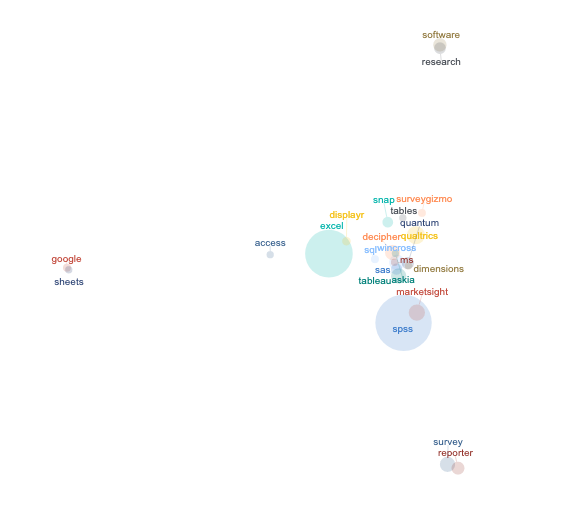 software
research
snap
surveygizmo
tables
displayr
quantum
excel
decipher
qualtrics
access
sql
wincross
google
ms
sas
dimensions
sheets
tableau
askia
marketsight
spss
survey
reporter